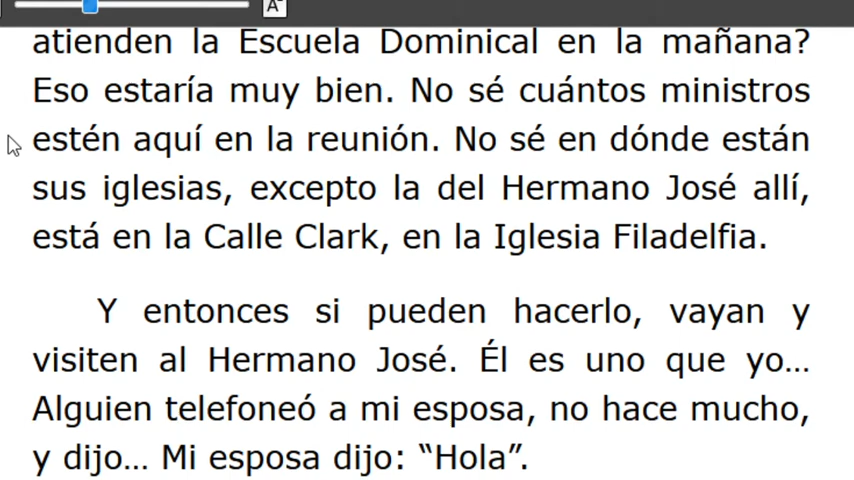 A
atienden la Escuela Dominical en la mañana?
Eso estaría muy bien. No sé cuántos ministros
estén aquí en la reunión. No sé en dónde están
sus iglesias, excepto la del Hermano José allí,
está en la Calle Clark, en la Iglesia Filadelfia.
Y entonces si pueden hacerlo, vayan y
visiten al Hermano José. Él es uno que yo...
Alguien telefoneó a mi esposa, no hace mucho,
y dijo... Mi esposa dijo: “Hola”.